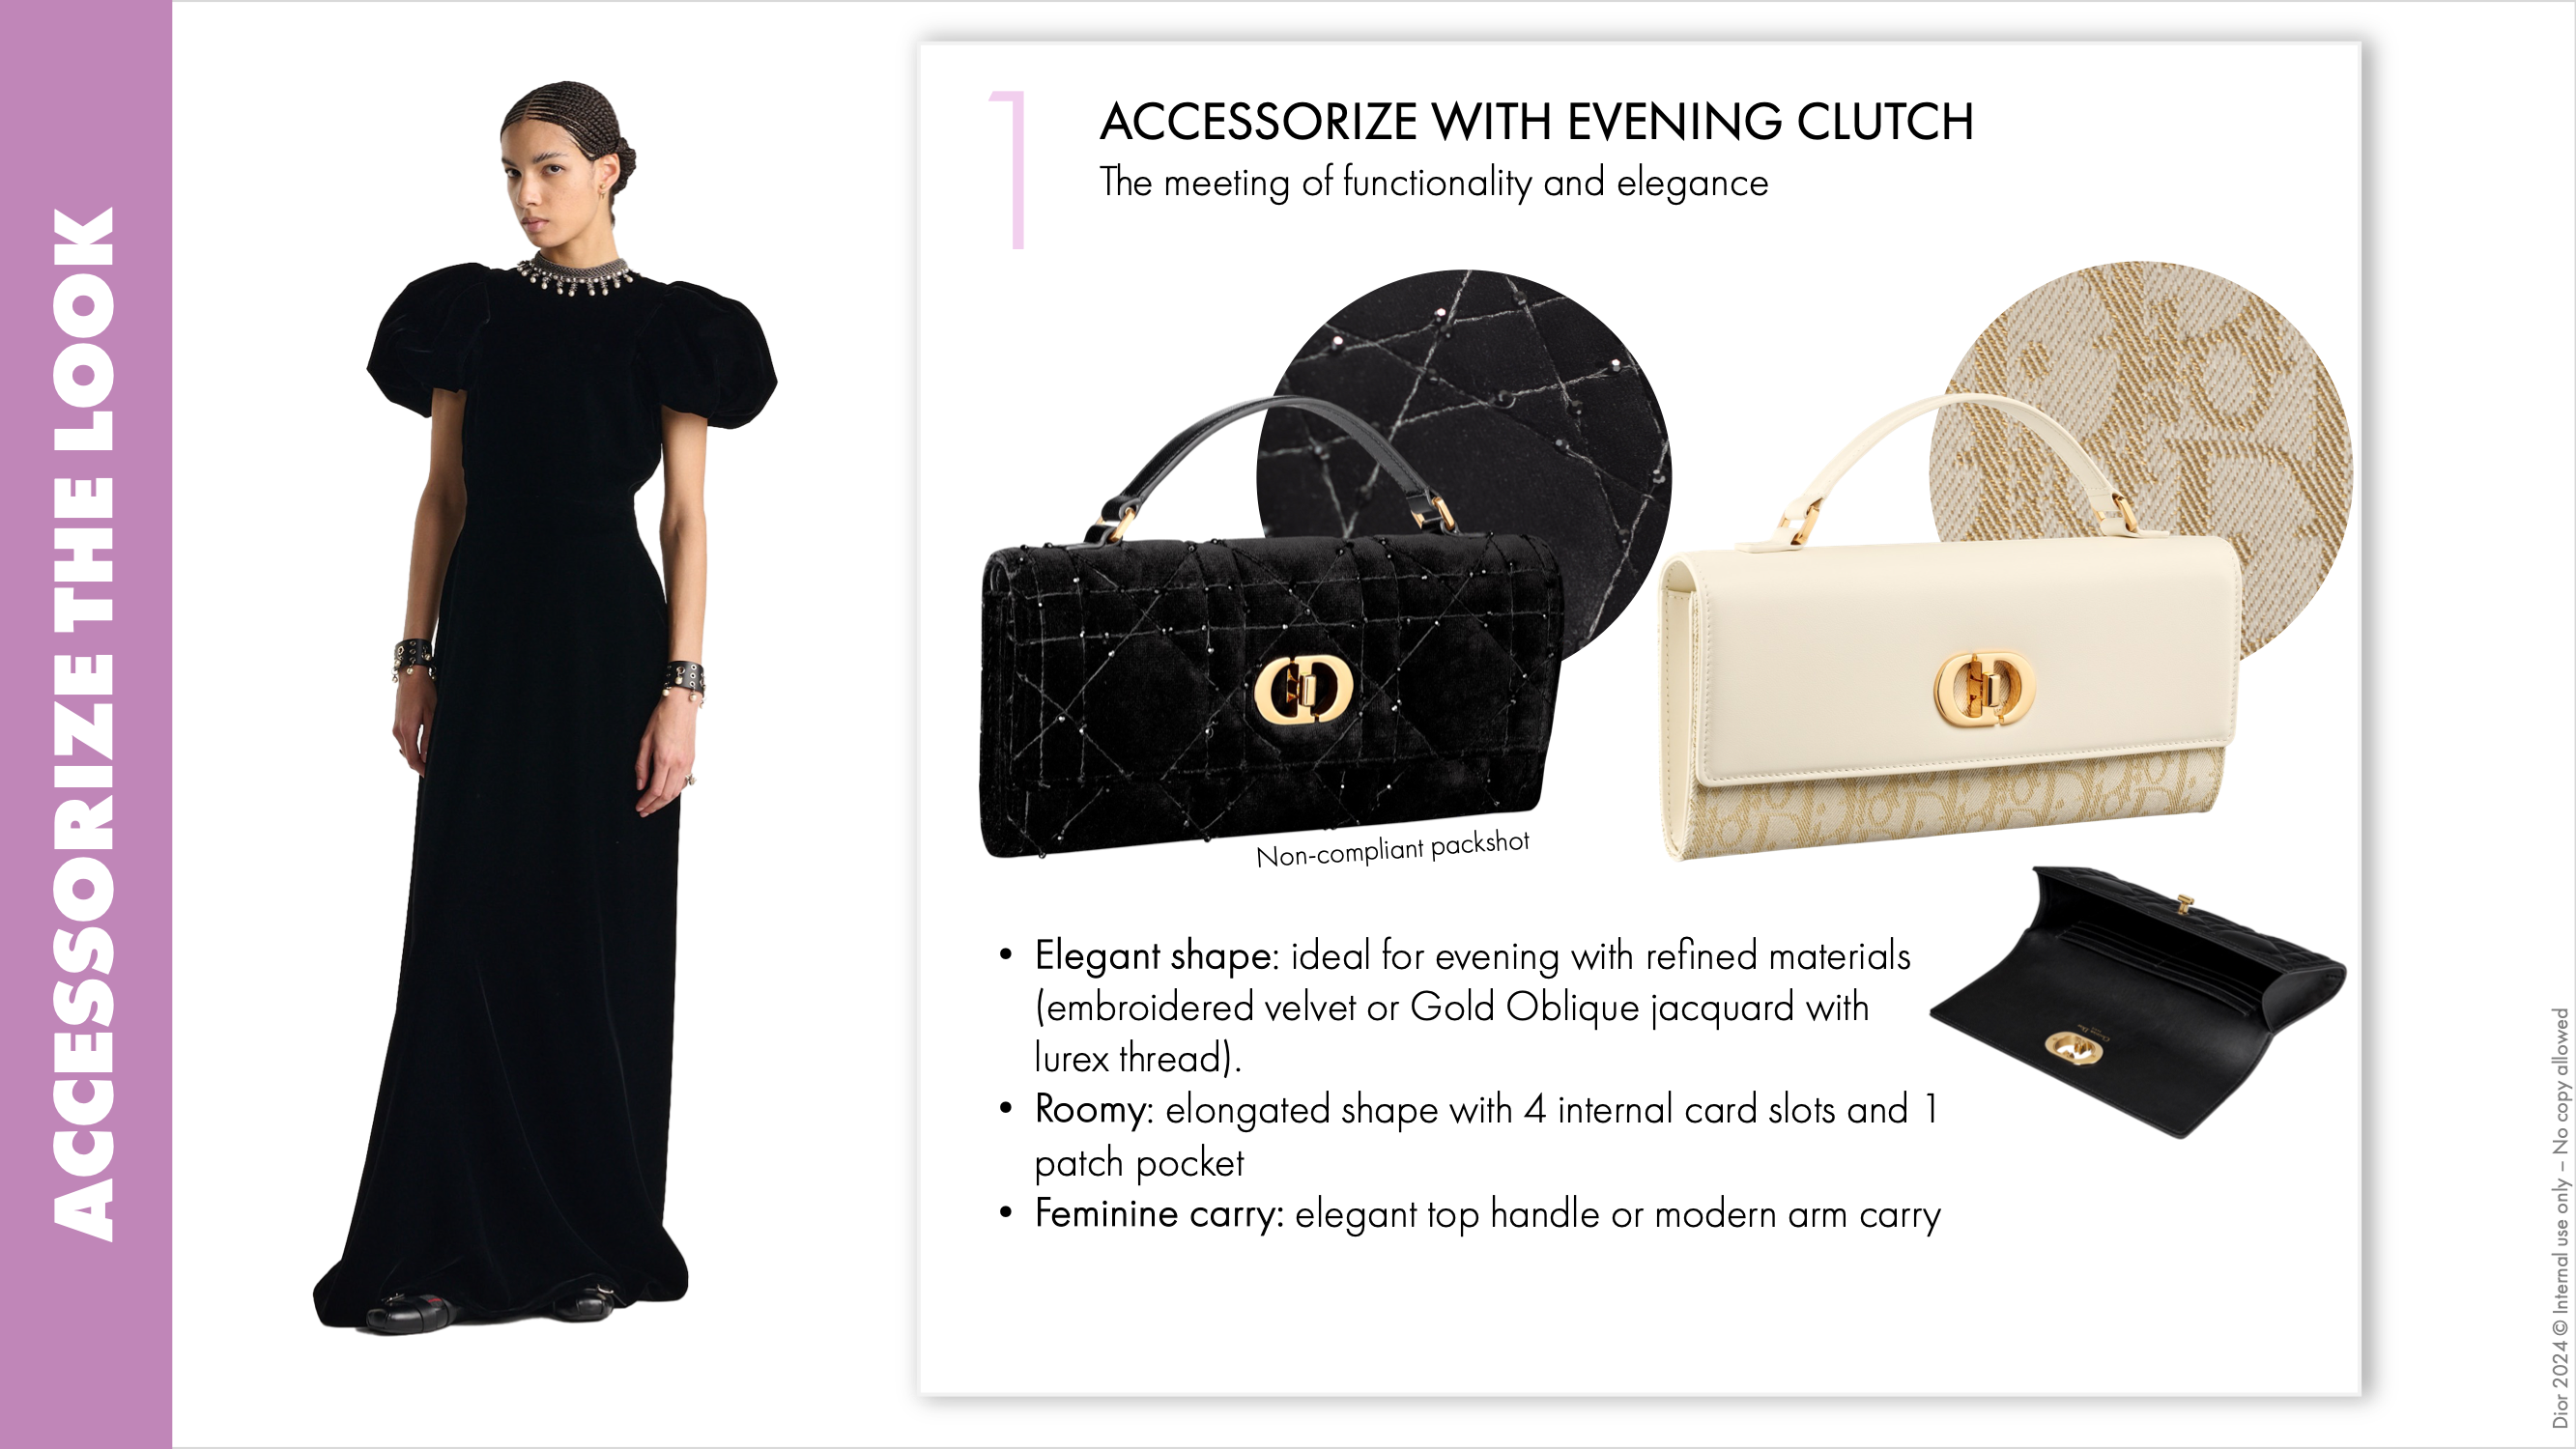 ACCESSORIZE THE LOOK
1
ACCESSORIZE WITH EVENING CLUTCH
The meeting of functionality and elegance
Non-compliant packshot
• Elegant shape: ideal for evening with refined materials
(embroidered velvet or Gold Oblique jacquard with
lurex thread).
• Roomy: elongated shape with 4 internal card slots and 1
patch pocket
• Feminine carry: elegant top handle or modern arm carry
Dior 2024 © Internal use only – No copy allowed